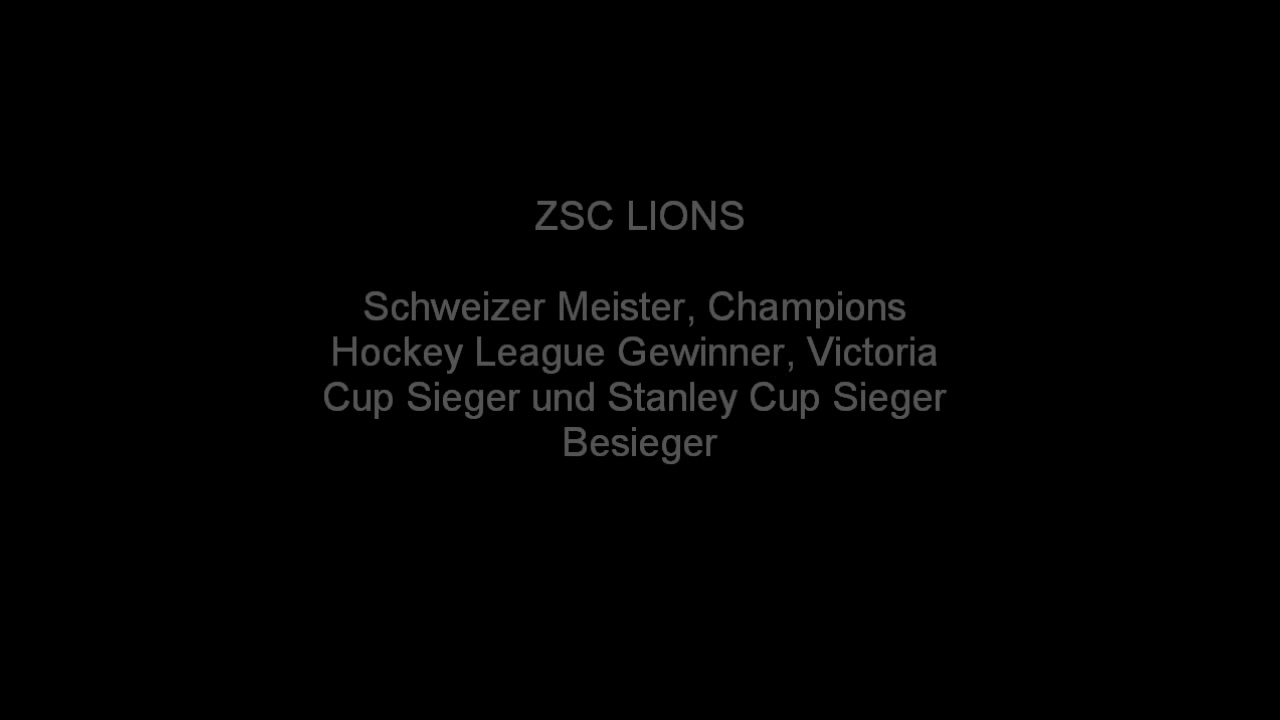 ZSC LIONS
Schweizer Meister, Champions
Hockey League Gewinner, Victoria
Cup Sieger und Stanley Cup Sieger
Besieger